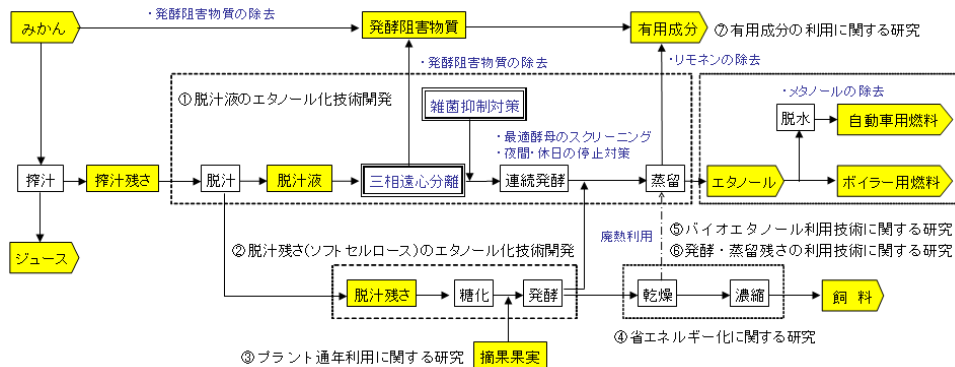 みかん
・発酵阻害物質の除去
発酵阻害物質
有用成分
⑦有用成分の利用に関する研究
・発酵阻害物質の除去
・リモネンの除去
①脱汁液のエタノール化技術開発
雑菌抑制対策
・メタノールの除去
脱水
自動車用燃料
・最適酵母のスクリーニング
・夜間・休日の停止対策
搾汁
搾汁残さ
脱汁
脱汁液
三相遠心分離
連続発酵
蒸留
エタノール
ボイラー用燃料
ジュース
②脱汁残さ(ソフトセルロース)のエタノール化技術開発
廃熱利用
⑤バイオエタノール利用技術に関する研究
⑥発酵・蒸留残さの利用技術に関する研究
脱汁残さ
糖化
発酵
乾燥
濃縮
飼 料
④省エネルギー化に関する研究
③プラント通年利用に関する研究
摘果果実